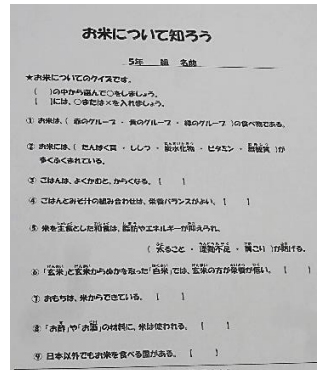 お米について知ろう
5年　組　名前
★お米についてのクイズです。
(　)の中から選んで○をしましょう。
[　]には、○または×を入れましょう。
① お米は、( 赤のグループ ・ 黄のグループ ・ 緑のグループ )の食べ物である。
② お米には、( たんぱく質 ・ ししつ ・ 炭水化物 ・ ビタミン ・ 無機質 )が
多くふくまれている。
③ ごはんは、よくかむと、からくなる。[　]
④ ごはんとみそ汁の組み合わせは、栄養バランスがよい。[　]
⑤ 米を主食とした和食は、脂肪やエネルギーが抑えられ、
( 太ること ・ 運動不足 ・ 肩こり )が防げる。
⑥ 「玄米」と玄米からぬかを取った「白米」では、玄米の方が栄養が低い。[　]
⑦ おもちは、米からできている。[　]
⑧ 「お酢」や「お酒」の材料に、米は使われる。[　]
⑨ 日本以外でもお米を食べる国がある。[　]